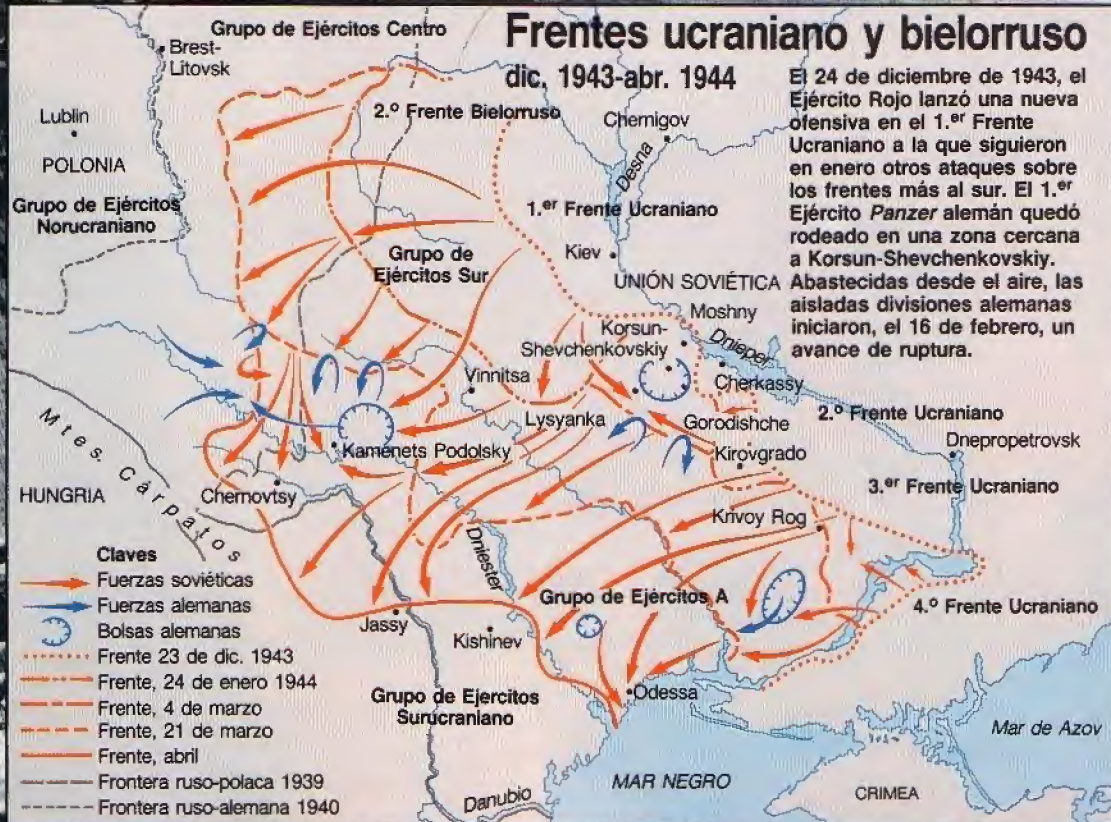 Frentes ucraniano y bielorruso
dic. 1943-abr. 1944
El 24 de diciembre de 1943, el
Ejército Rojo lanzó una nueva
ofensiva en el 1.er Frente
Ucraniano a la que siguieron
en enero otros ataques sobre
los frentes más al sur. El 1.er
Ejército Panzer alemán quedó
rodeado en una zona cercana
a Korsun-Shevchenkovskiy.
Abastecidas desde el aire, las
aisladas divisiones alemanas
iniciaron, el 16 de febrero, un
avance de ruptura.
Grupo de Ejércitos Centro
Brest-
Litovsk
2.º Frente Bielorruso
Chernigov
Lublin
POLONIA
Desna
Grupo de Ejércitos
Norucraniano
1.er Frente Ucraniano
Grupo de
Ejércitos Sur
Kiev
UNIÓN SOVIÉTICA
Moshny
Korsun-
Shevchenkovskiy
Dnieper
Vinnitsa
Cherkassy
Lysyanka
Gorodishche
2.º Frente Ucraniano
Dnepropetrovsk
Kamenets Podolsky
Kirovgrado
Mtes. Cárpatos
HUNGRIA
Chernovtsy
3.er Frente Ucraniano
Krivoy Rog
Dniester
Grupo de Ejércitos A
4.º Frente Ucraniano
Jassy
Kishinev
Grupo de Ejercitos
Surucraniano
Odessa
Mar de Azov
MAR NEGRO
CRIMEA
Danubio
Claves
Fuerzas soviéticas
Fuerzas alemanas
Bolsas alemanas
Frente 23 de dic. 1943
Frente, 24 de enero 1944
Frente, 4 de marzo
Frente, 21 de marzo
Frente, abril
Frontera ruso-polaca 1939
Frontera ruso-alemana 1940